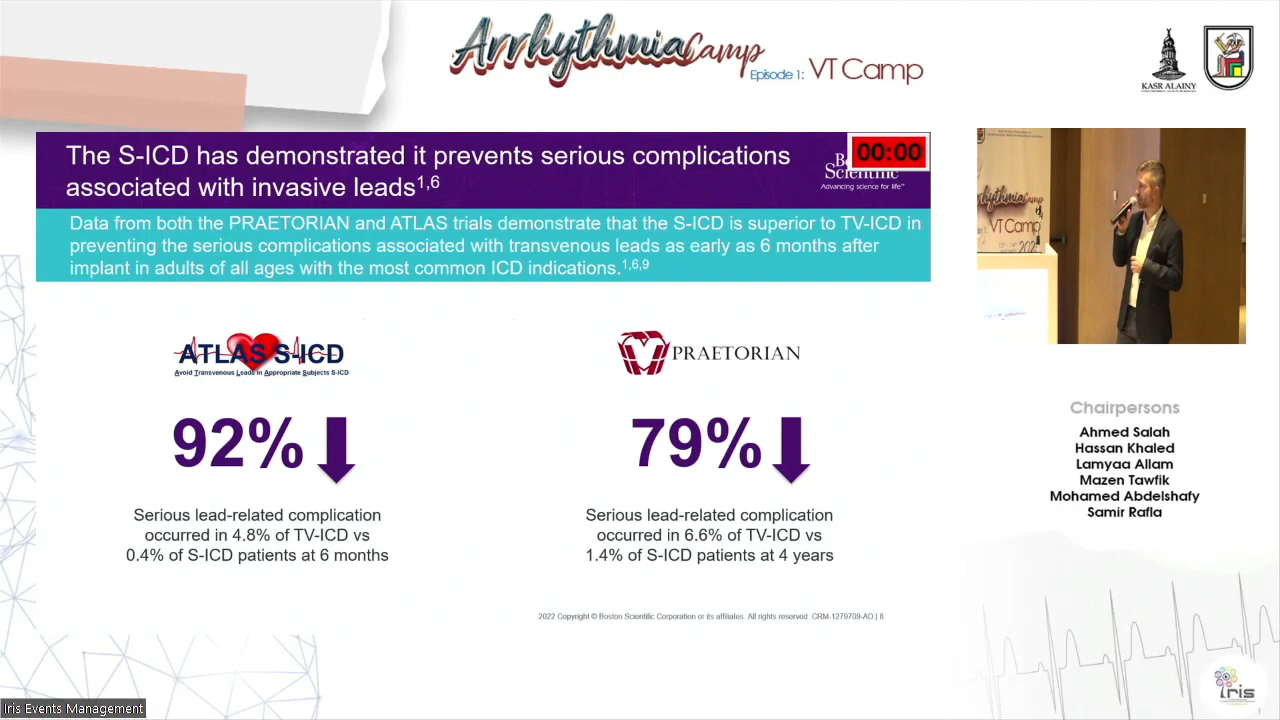 Arrhythmia Camp
Episode 1: VT Camp
KASR ALAINY
The S-ICD has demonstrated it prevents serious complications
associated with invasive leads1,6
00:00
Scientific
Advancing science for life™
Data from both the PRAETORIAN and ATLAS trials demonstrate that the S-ICD is superior to TV-ICD in
preventing the serious complications associated with transvenous leads as early as 6 months after
implant in adults of all ages with the most common ICD indications.1,6,9
ATLAS S-ICD
Avoid Transvenous Leads in Appropriate Subjects S-ICD
92%
Serious lead-related complication
occurred in 4.8% of TV-ICD vs
0.4% of S-ICD patients at 6 months
PRAETORIAN
79%
Serious lead-related complication
occurred in 6.6% of TV-ICD vs
1.4% of S-ICD patients at 4 years
2022 Copyright © Boston Scientific Corporation or its affiliates. All rights reserved. CRM-1279709-AD | 8
Arrhythmia
VT Camp
Chairpersons
Ahmed Salah
Hassan Khaled
Lamyaa Allam
Mazen Tawfik
Mohamed Abdelshafy
Samir Rafla
iris
Iris Events Management